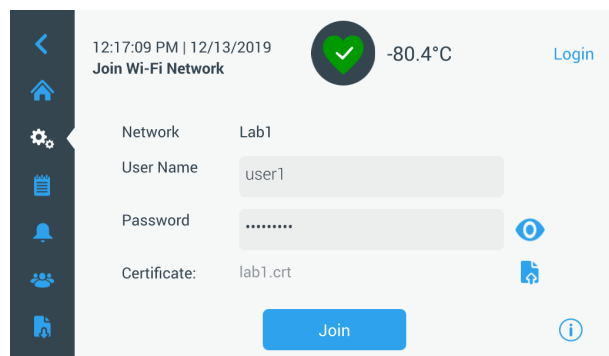 12:17:09 PM | 12/13/2019
Join Wi-Fi Network
-80.4°C
Login
Network Lab1
User Name user1
Password •••••••••
Certificate: lab1.crt
Join